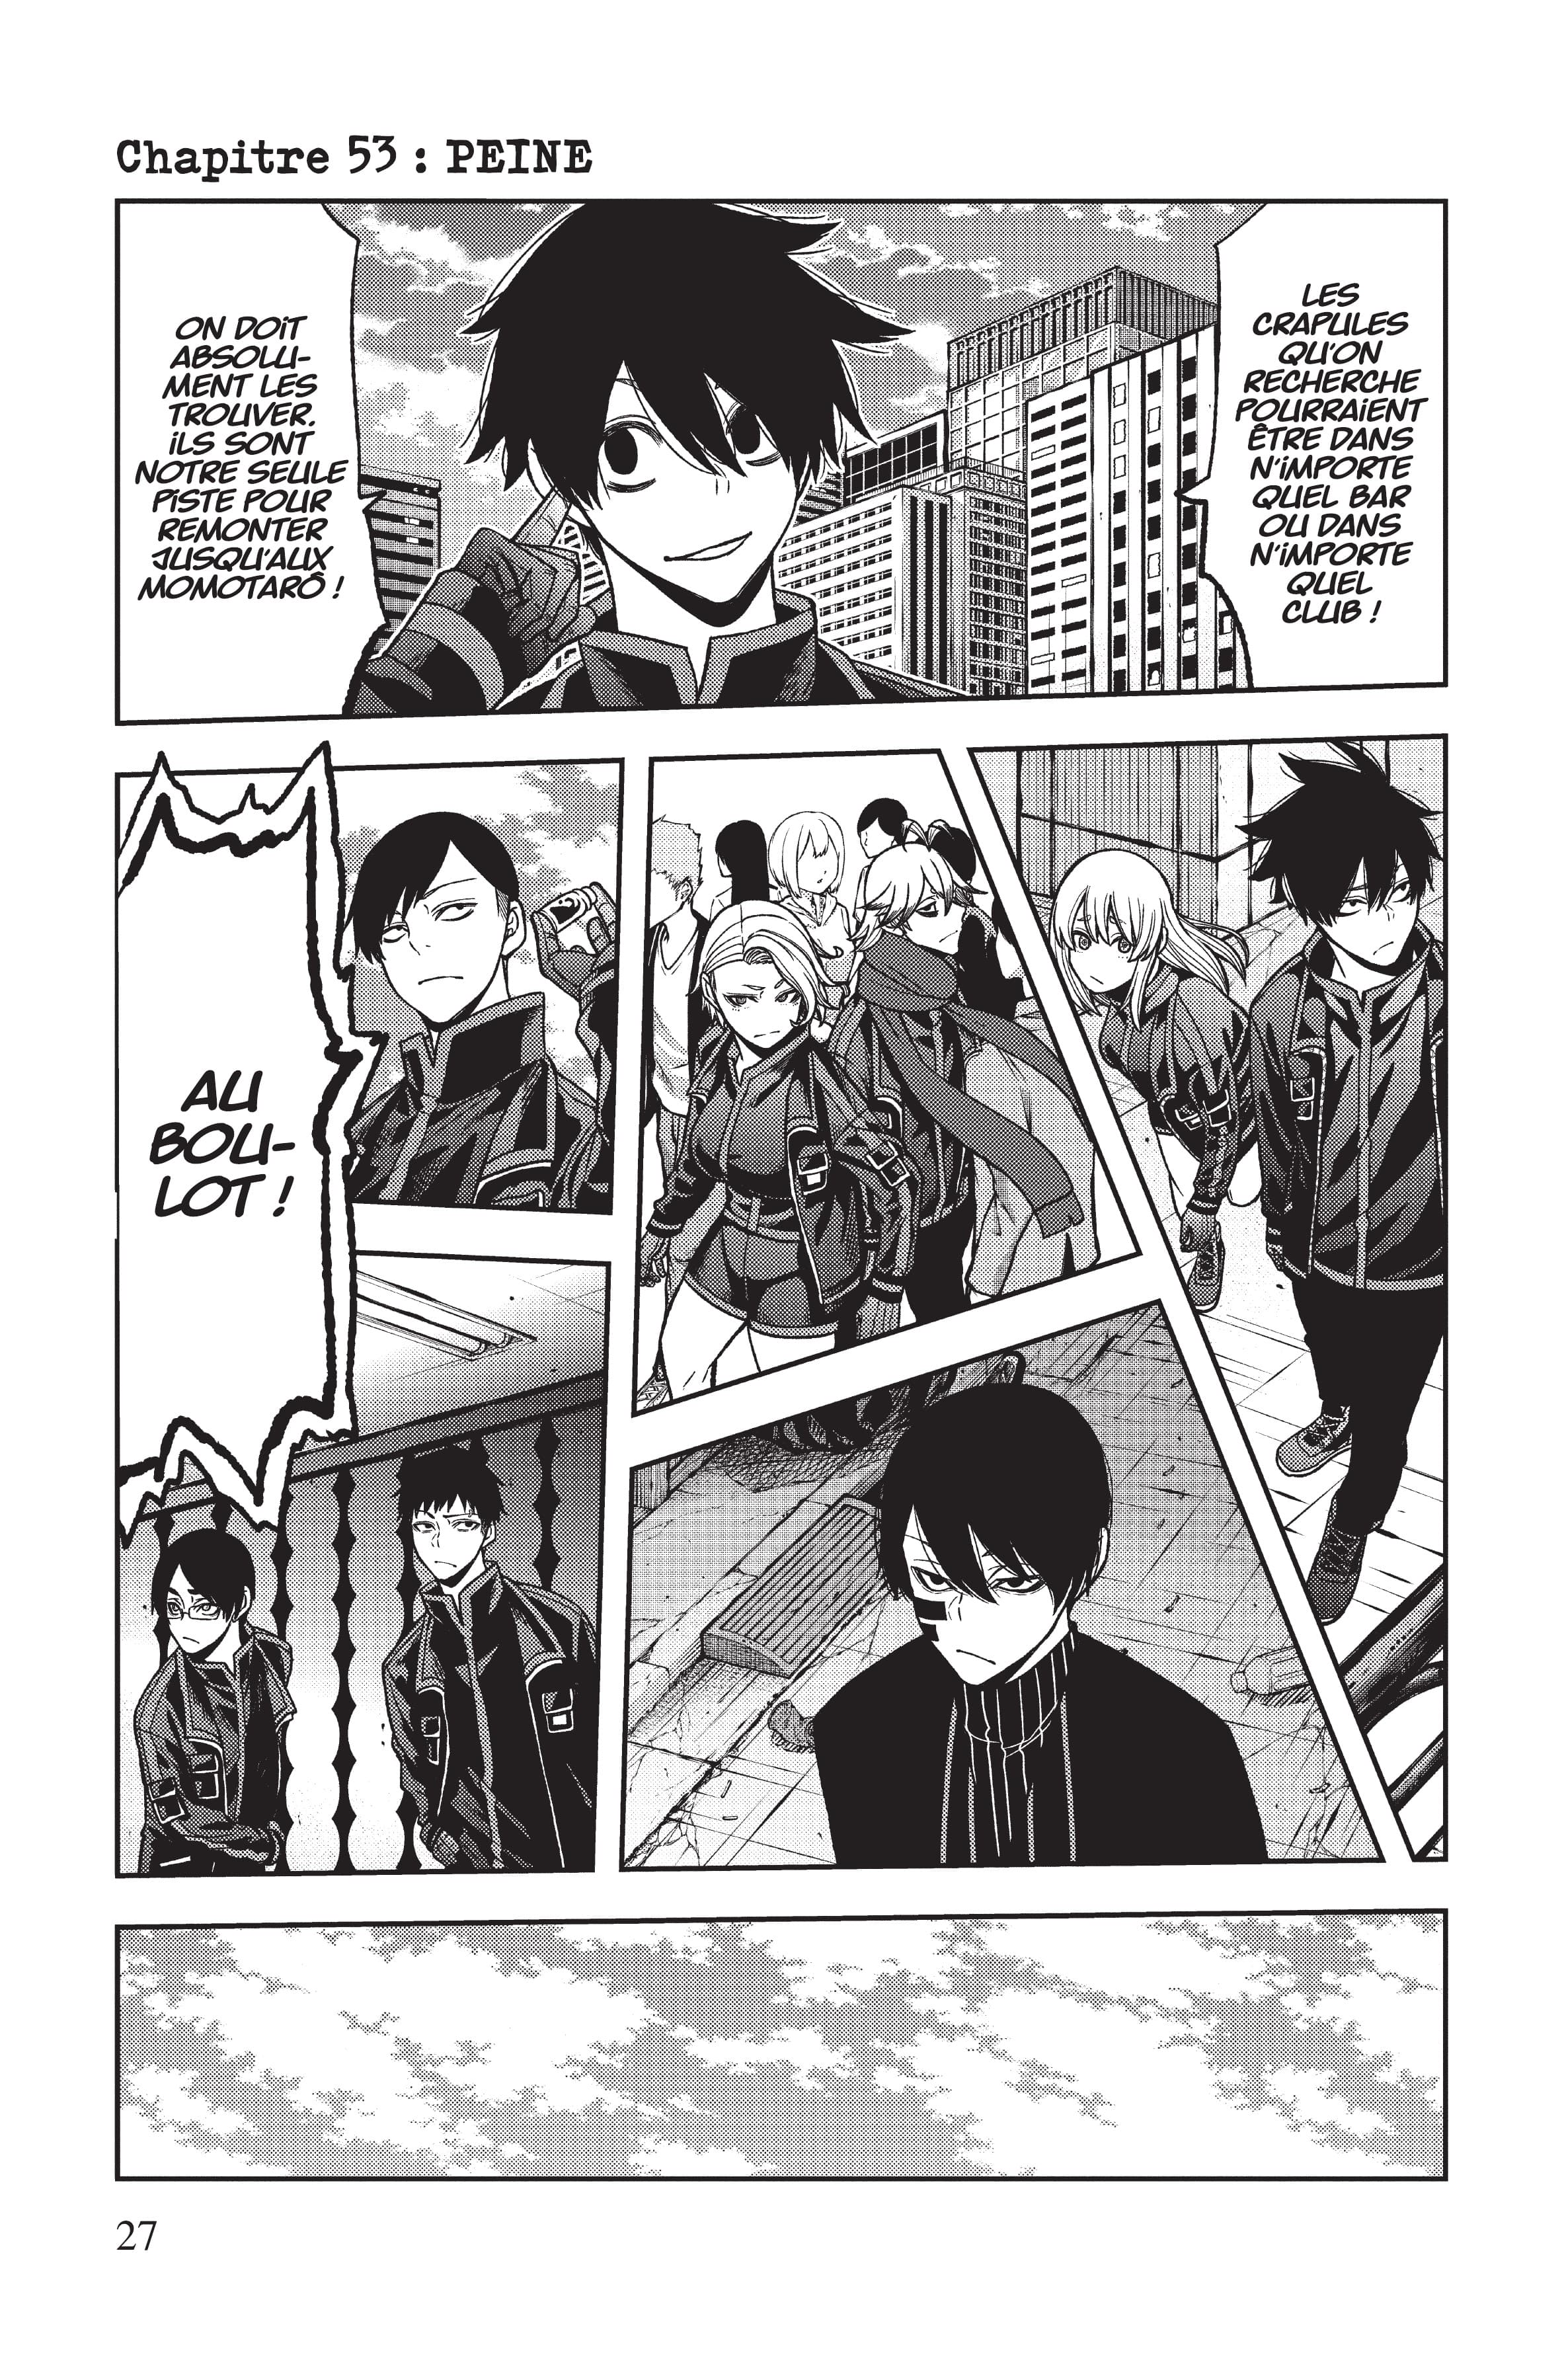 Chapitre 53 : PEINE
LES
CRAPULES
QU'ON
RECHERCHE
POURRAIENT
ÊTRE DANS
N'IMPORTE
QUEL BAR
OU DANS
N'IMPORTE
QUEL
CLUB !
ON DOIT
ABSOLU-
MENT LES
TROUVER.
ILS SONT
NOTRE SEULE
PISTE POUR
REMONTER
JUSQU'AUX
MOMOTARÔ !
AU
BOU-
LOT !
27